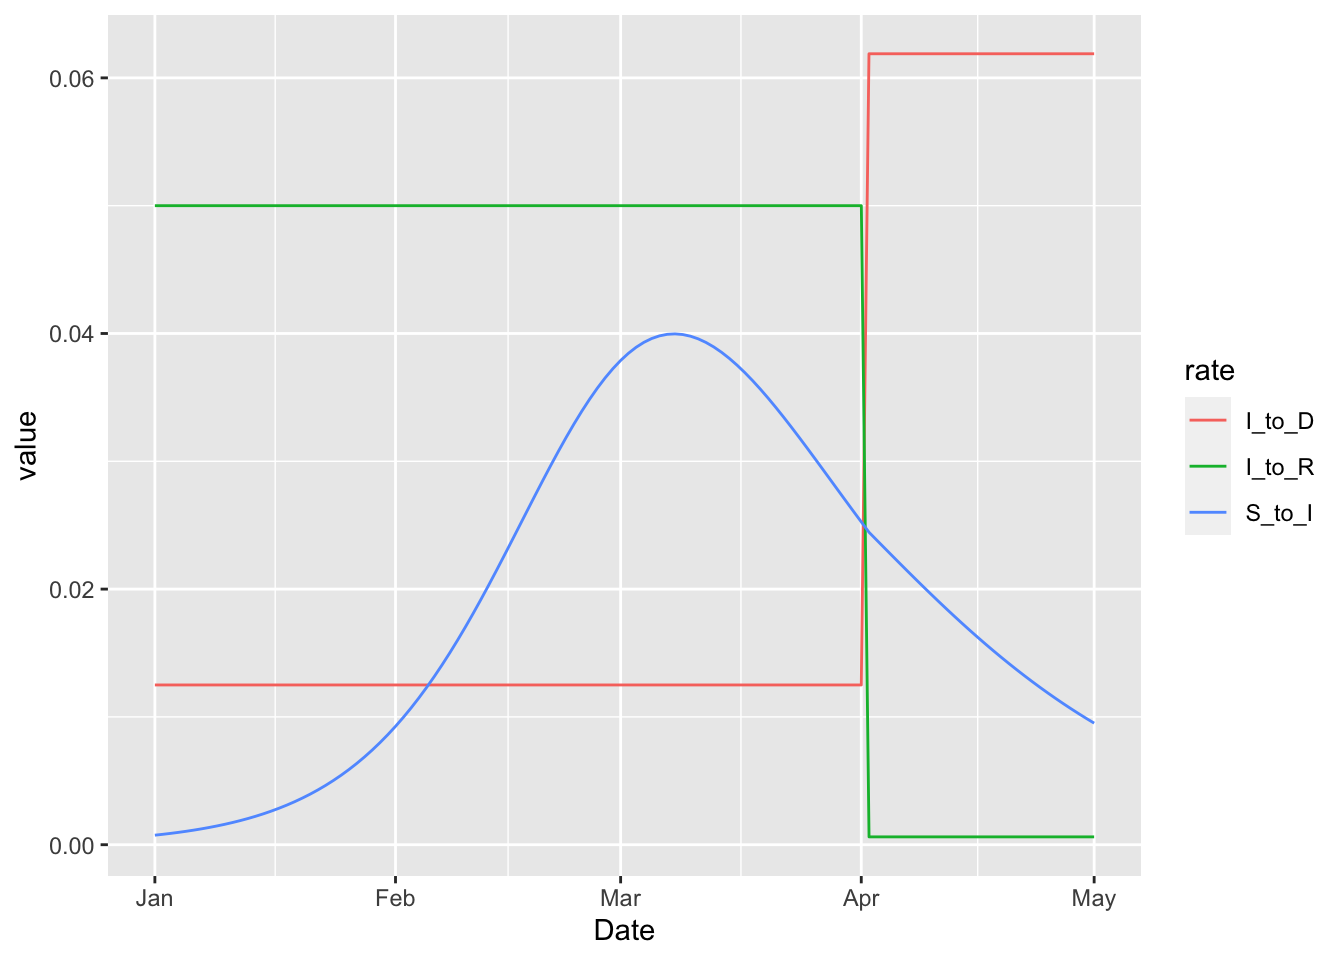 0.06
0.04
0.02
0.00
value
Jan Feb Mar Apr May
Date
rate
I_to_D
I_to_R
S_to_I